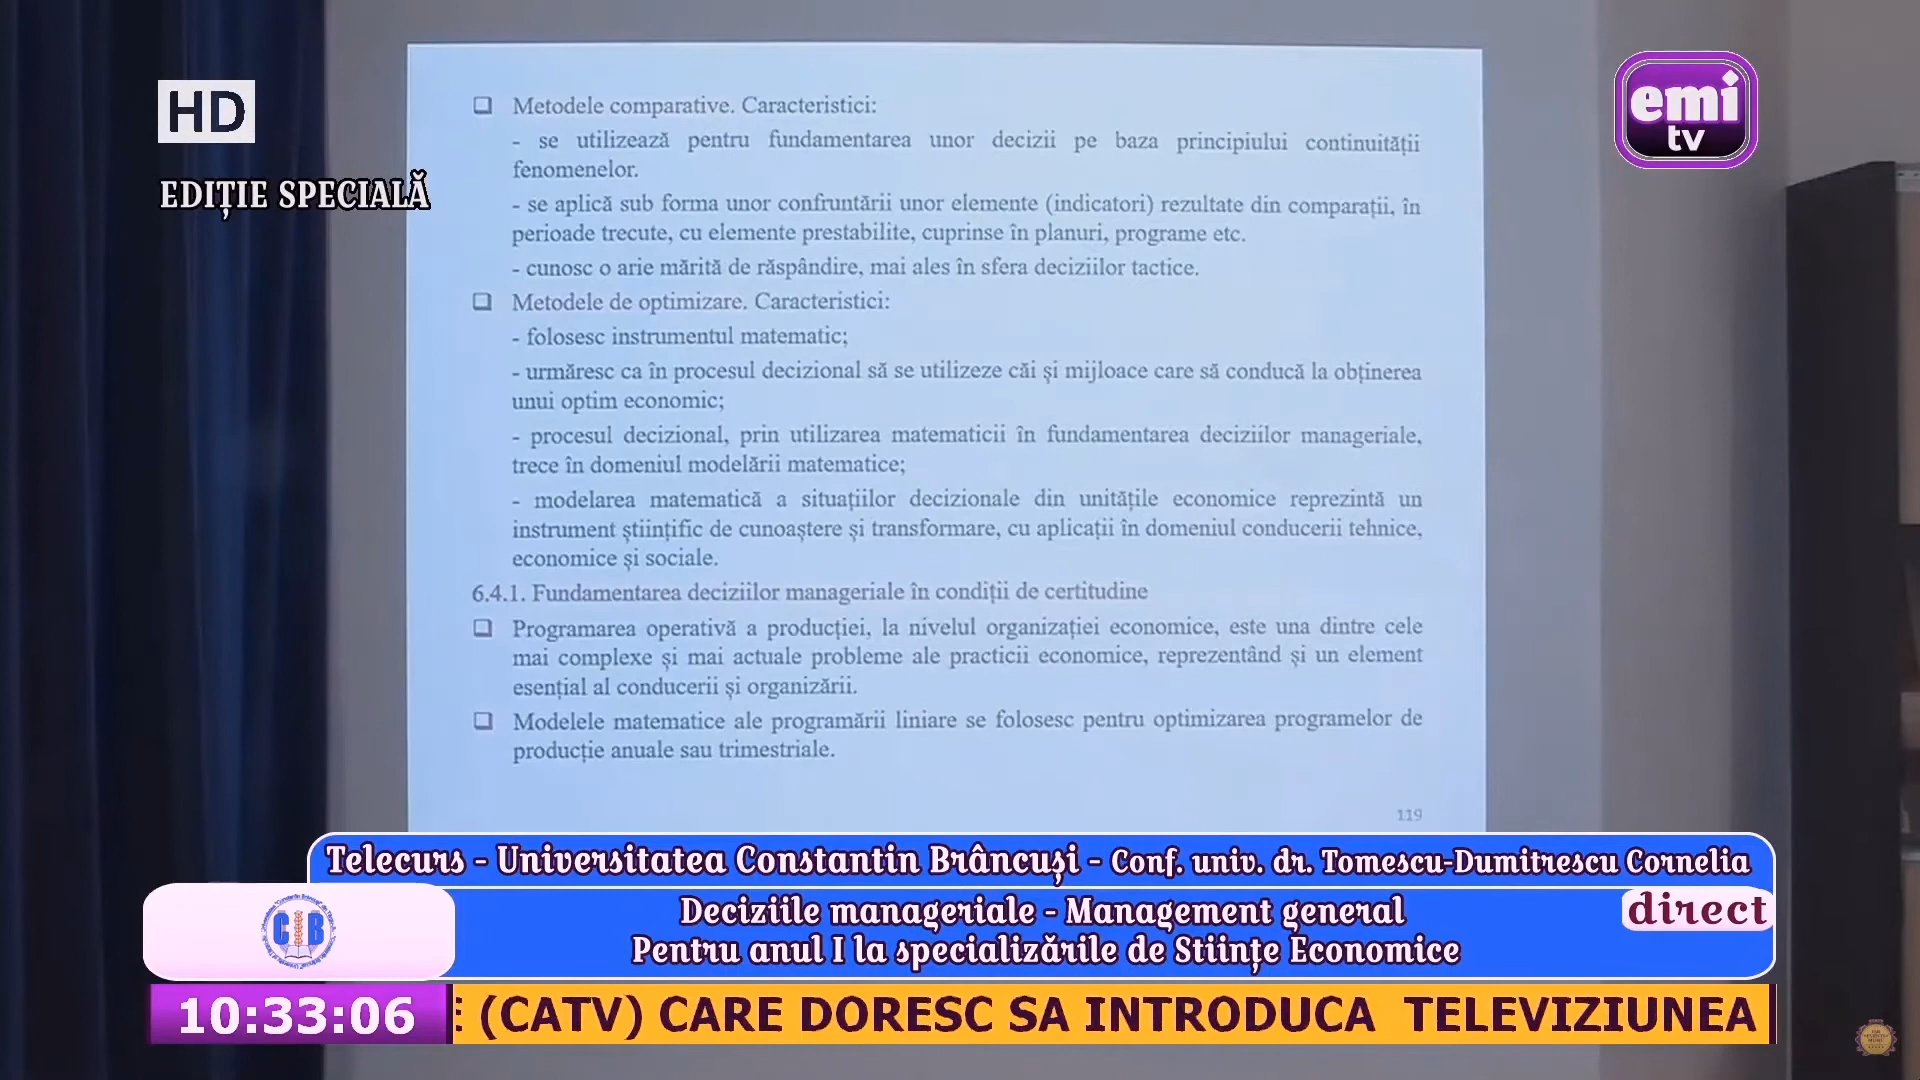 HD
EDIȚIE SPECIALĂ
emi
tv
Metodele comparative. Caracteristici:
- se utilizează pentru fundamentarea unor decizii pe baza principiului continuității
fenomenelor.
- se aplică sub forma unor confruntării unor elemente (indicatori) rezultate din comparații, în
perioade trecute, cu elemente prestabilite, cuprinse în planuri, programe etc.
- cunosc o arie mărită de răspândire, mai ales în sfera deciziilor tactice.
Metodele de optimizare. Caracteristici:
- folosesc instrumentul matematic;
- urmăresc ca în procesul decizional să se utilizeze căi și mijloace care să conducă la obținerea
unui optim economic;
- procesul decizional, prin utilizarea matematicii în fundamentarea deciziilor manageriale,
trece în domeniul modelării matematice;
- modelarea matematică a situațiilor decizionale din unitățile economice reprezintă un
instrument științific de cunoaștere și transformare, cu aplicații în domeniul conducerii tehnice,
economice și sociale.
6.4.1. Fundamentarea deciziilor manageriale în condiții de certitudine
Programarea operativă a producției, la nivelul organizației economice, este una dintre cele
mai complexe și mai actuale probleme ale practicii economice, reprezentând și un element
esențial al conducerii și organizării.
Modelele matematice ale programării liniare se folosesc pentru optimizarea programelor de
producție anuale sau trimestriale.
119
Telecurs - Universitatea Constantin Brâncuși - Conf. univ. dr. Tomescu-Dumitrescu Cornelia
Deciziile manageriale - Management general
direct
Pentru anul I la specializările de Stiințe Economice
CIB
10:33:06
E (CATV) CARE DORESC SA INTRODUCA TELEVIZIUNEA